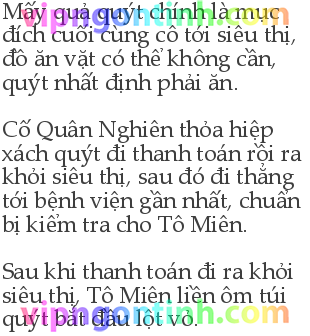 Mấy quả quýt chính là mục
đích cuối cùng cô tới siêu thị,
đồ ăn vặt có thể không cần,
quýt nhất định phải ăn.
Cố Quân Nghiên thỏa hiệp
xách quýt đi thanh toán rồi ra
khỏi siêu thị, sau đó đi thẳng
tới bệnh viện gần nhất, chuẩn
bị kiểm tra cho Tô Miên.
Sau khi thanh toán đi ra khỏi
siêu thị, Tô Miên liền ôm túi
quýt bắt đầu lột vỏ.
vipngontinh.com